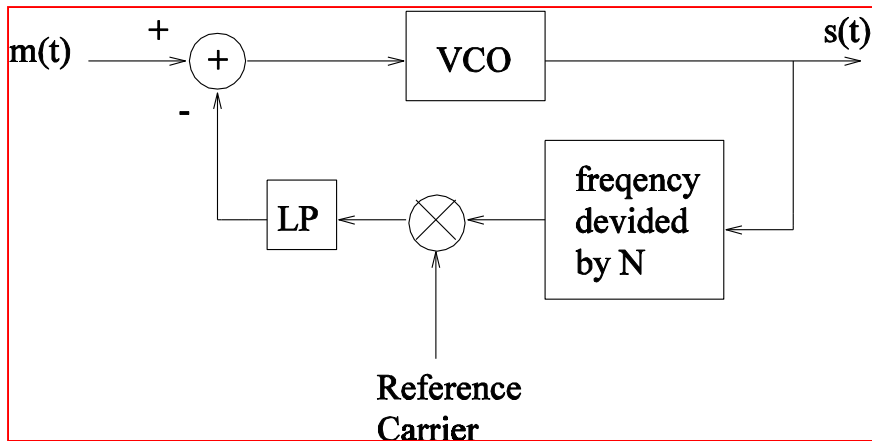 m(t)
+
+
-
VCO
s(t)
LP
freqency
devided
by N
Reference
Carrier